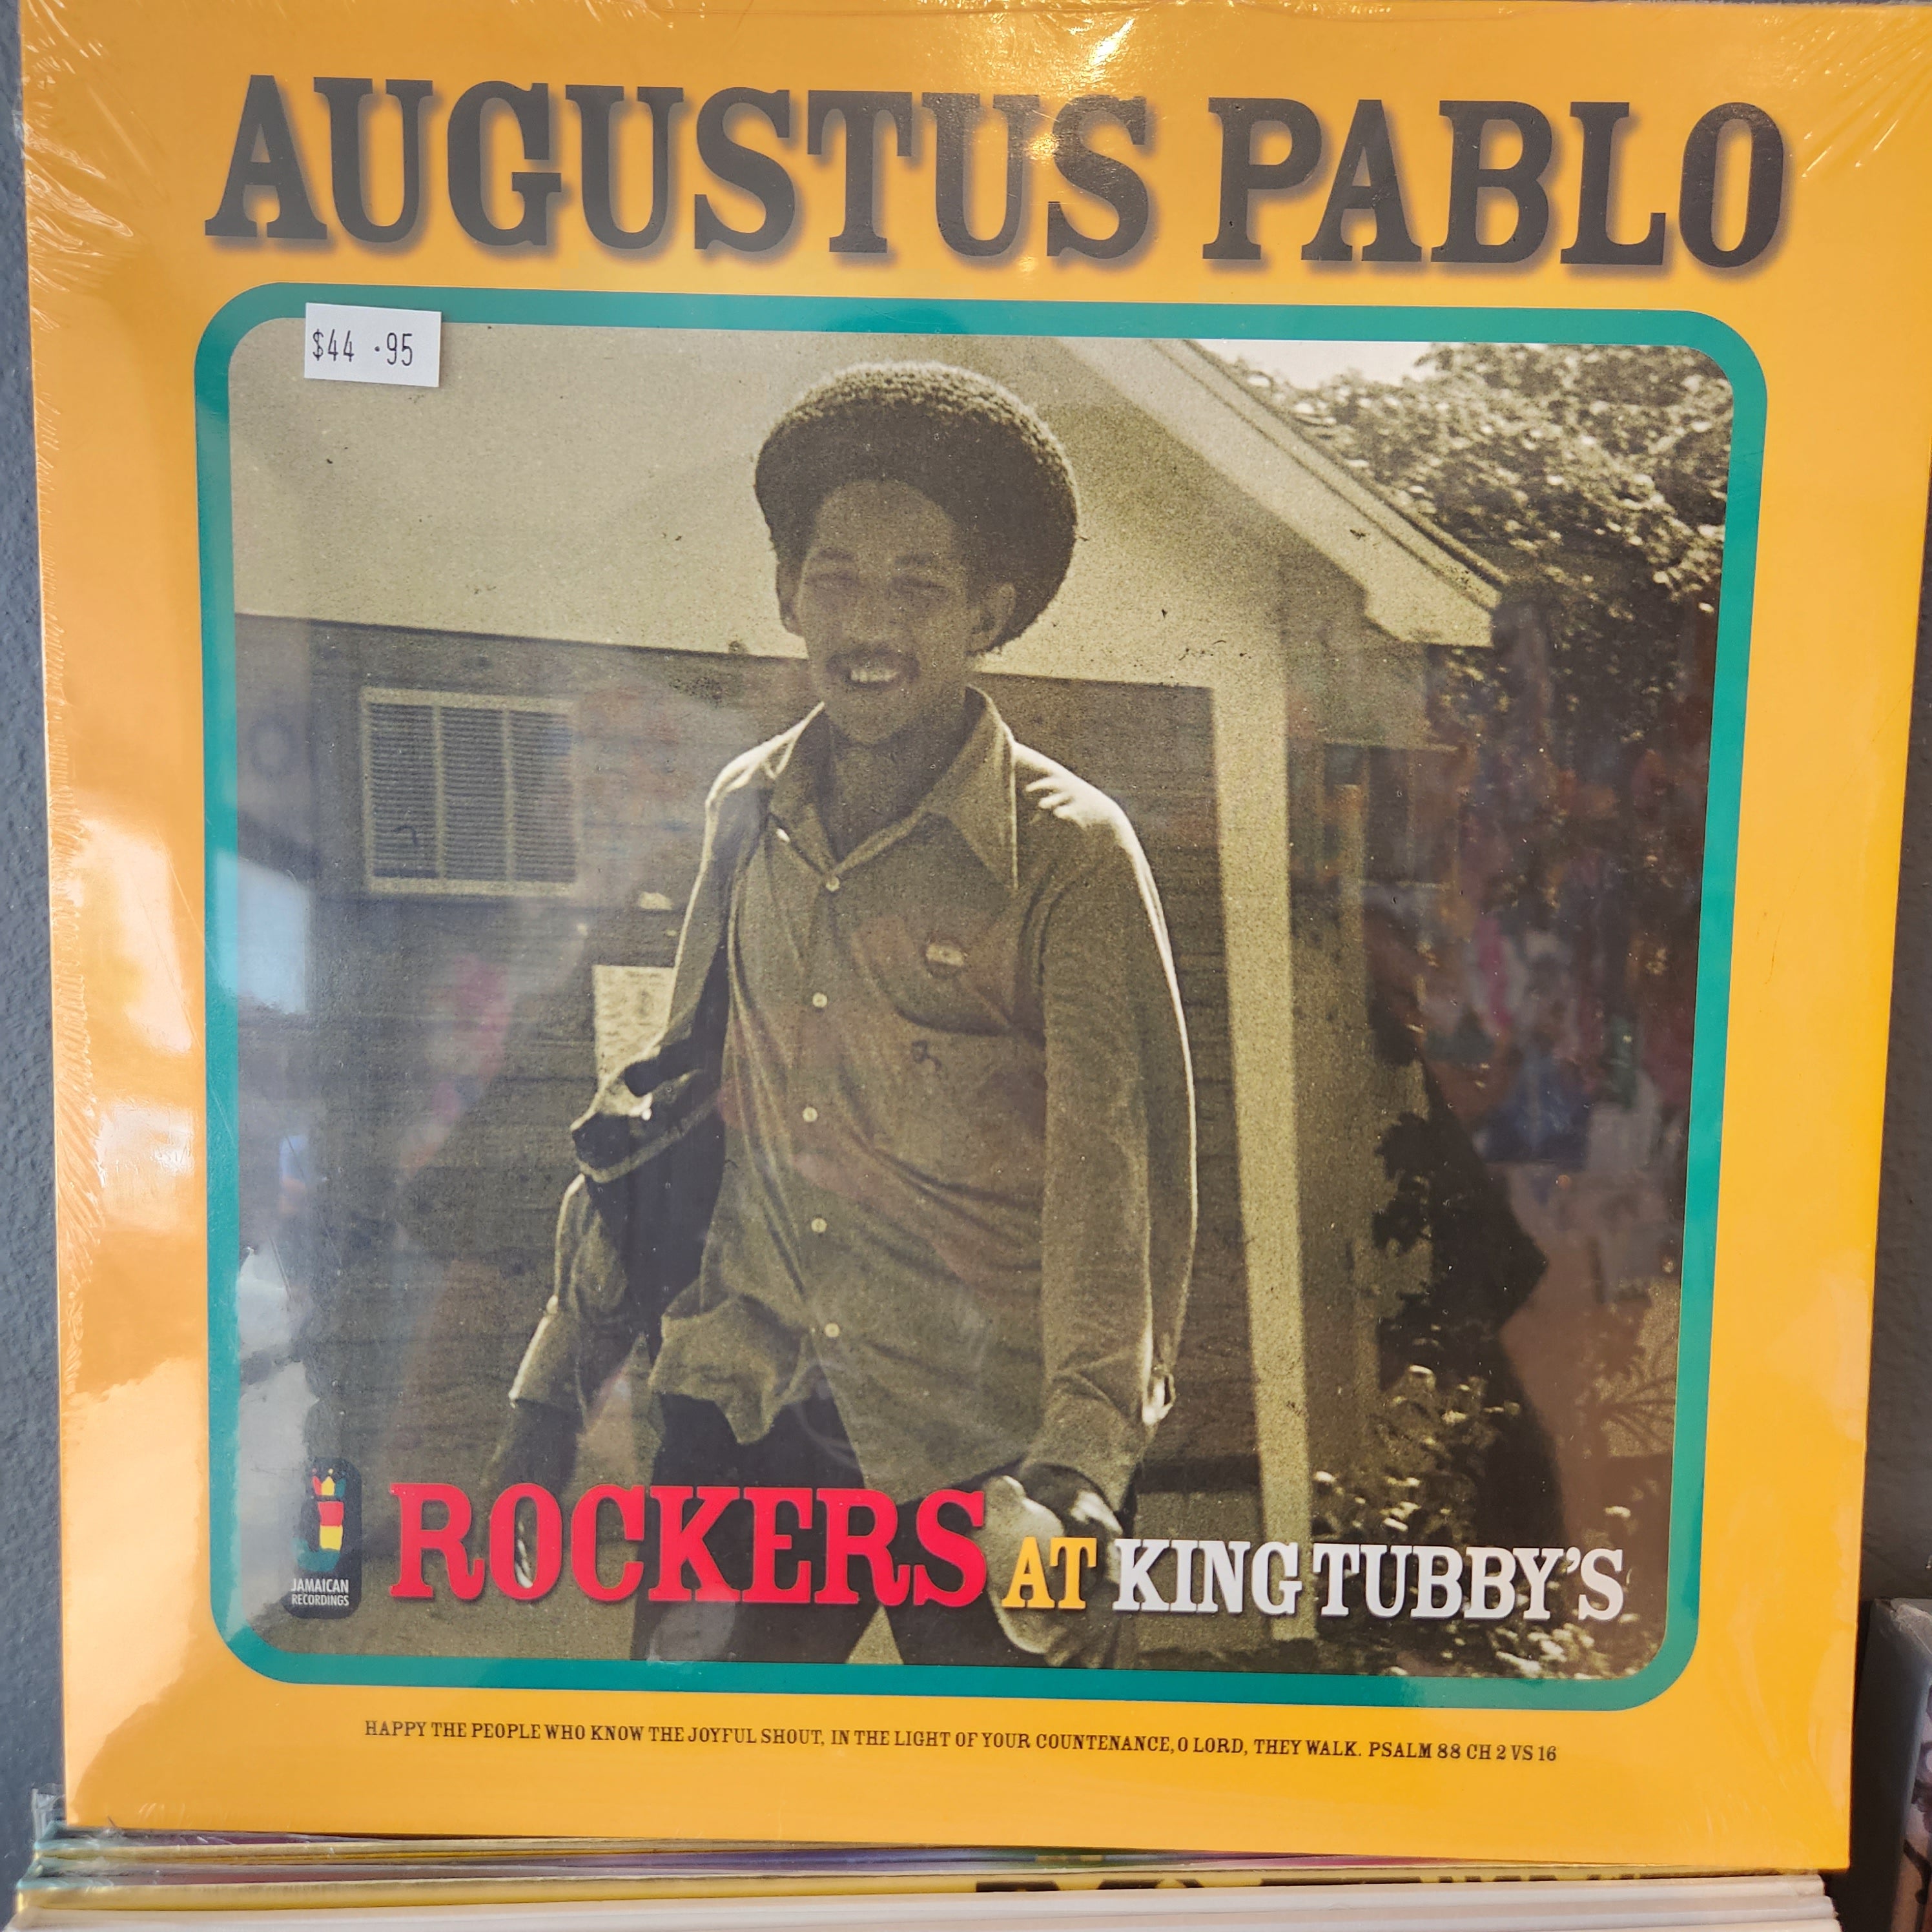 AUGUSTUS PABLO
$44 .95
JAMAICAN
RECORDINGS
ROCKERS AT KING TUBBY'S
HAPPY THE PEOPLE WHO KNOW THE JOYFUL SHOUT, IN THE LIGHT OF YOUR COUNTENANCE, O LORD, THEY WALK. PSALM 88 CH 2 VS 16